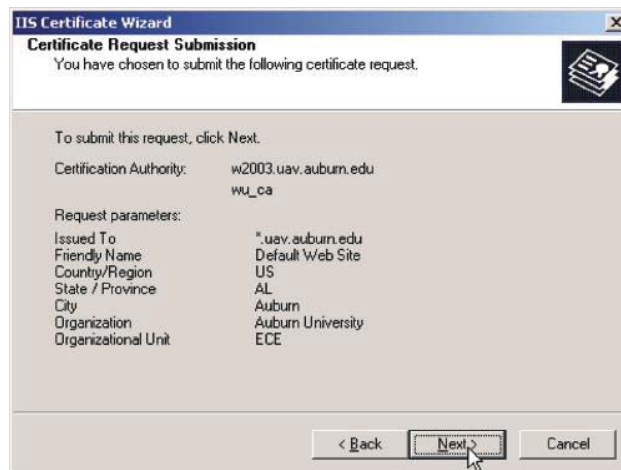 IIS Certificate Wizard
Certificate Request Submission
You have chosen to submit the following certificate request.
To submit this request, click Next.
Certification Authority: w2003.uav.auburn.edu
wu_ca
Request parameters:
Issued To *.uav.auburn.edu
Friendly Name Default Web Site
Country/Region US
State / Province AL
City Auburn
Organization Auburn University
Organizational Unit ECE
< Back Next > Cancel